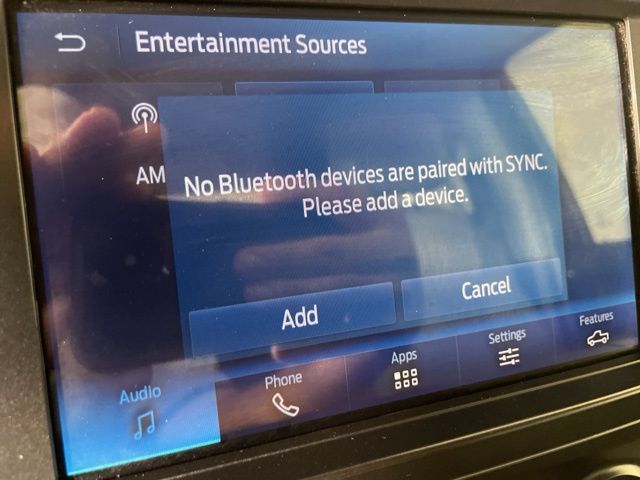 Entertainment Sources
AM
No Bluetooth devices are paired with SYNC.
Please add a device.
Add
Cancel
Audio
Phone
Apps
Settings
Features